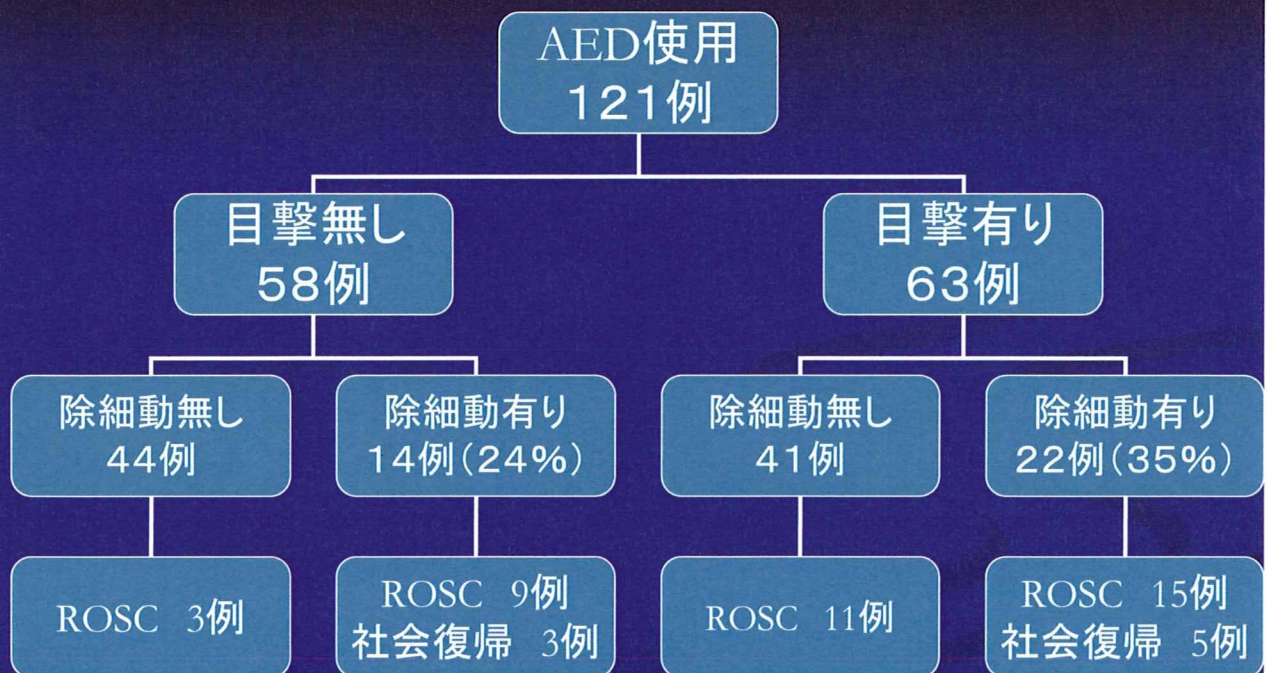 AED使用
121例
目撃無し
58例
目撃有り
63例
除細動無し
44例
除細動有り
14例(24%)
除細動無し
41例
除細動有り
22例(35%)
ROSC 3例
ROSC 9例
社会復帰 3例
ROSC 11例
ROSC 15例
社会復帰 5例